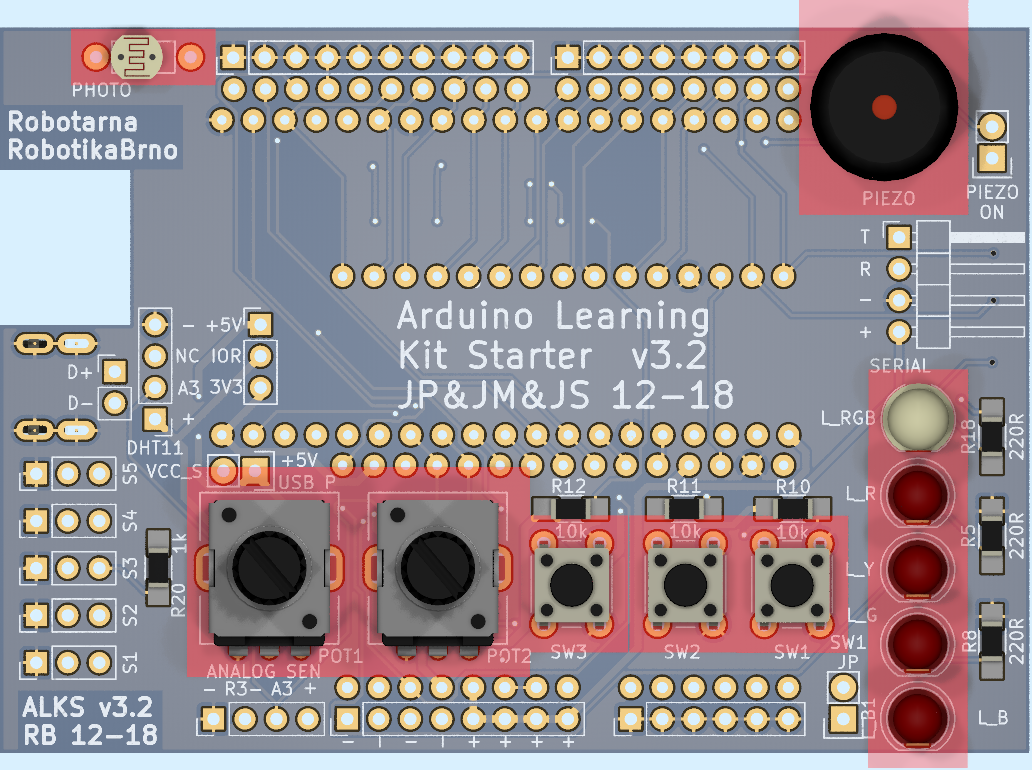 PHOTO
Robotarna
RobotikaBrno
PIEZO
PIEZO
ON
T
R
-
+
SERIAL
Arduino Learning
Kit Starter v3.2
JP&JM&JS 12-18
- +5V
NC IOR
A3 3V3
+
D+
D-
DHT11
VCC_S
+5V
USB P
L_RGB
R1B
220R
L_R
R5
220R
L_Y
L_G
R8
220R
L_B
B1
S5
S4
S3
S2
S1
1k
R20
R12
10k
R11
10k
R10
10k
SW3
SW2
SW1
SW1
JP
POT1
POT2
ANALOG SEN
- R3- A3 +
- | - | + + + +
ALKS v3.2
RB 12-18